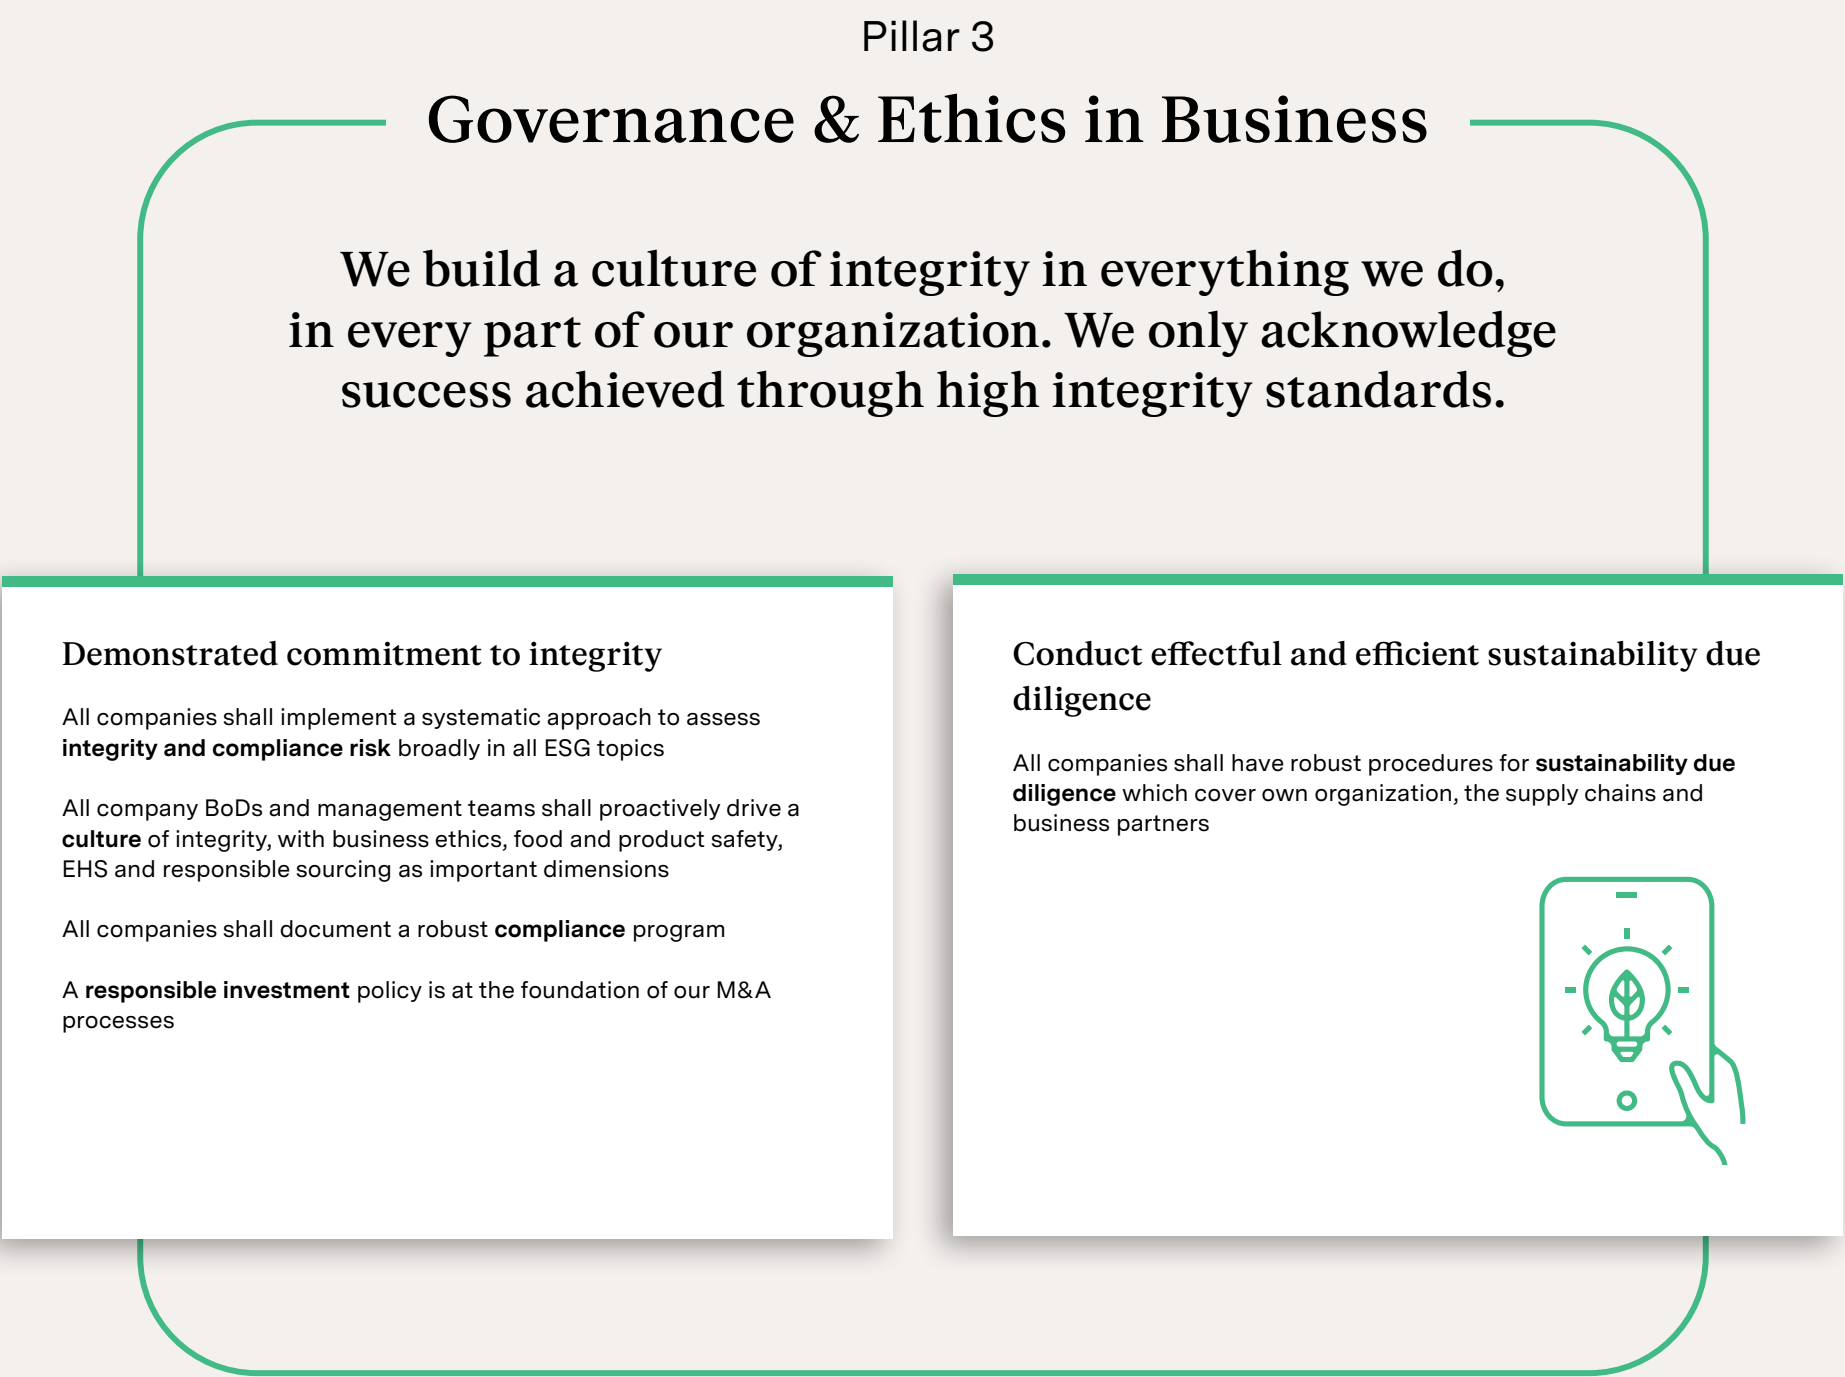 Pillar 3
Governance & Ethics in Business
We build a culture of integrity in everything we do,
in every part of our organization. We only acknowledge
success achieved through high integrity standards.
Demonstrated commitment to integrity
All companies shall implement a systematic approach to assess
integrity and compliance risk broadly in all ESG topics
All company BoDs and management teams shall proactively drive a
culture of integrity, with business ethics, food and product safety,
EHS and responsible sourcing as important dimensions
All companies shall document a robust compliance program
A responsible investment policy is at the foundation of our M&A
processes
Conduct effectful and efficient sustainability due
diligence
All companies shall have robust procedures for sustainability due
diligence which cover own organization, the supply chains and
business partners